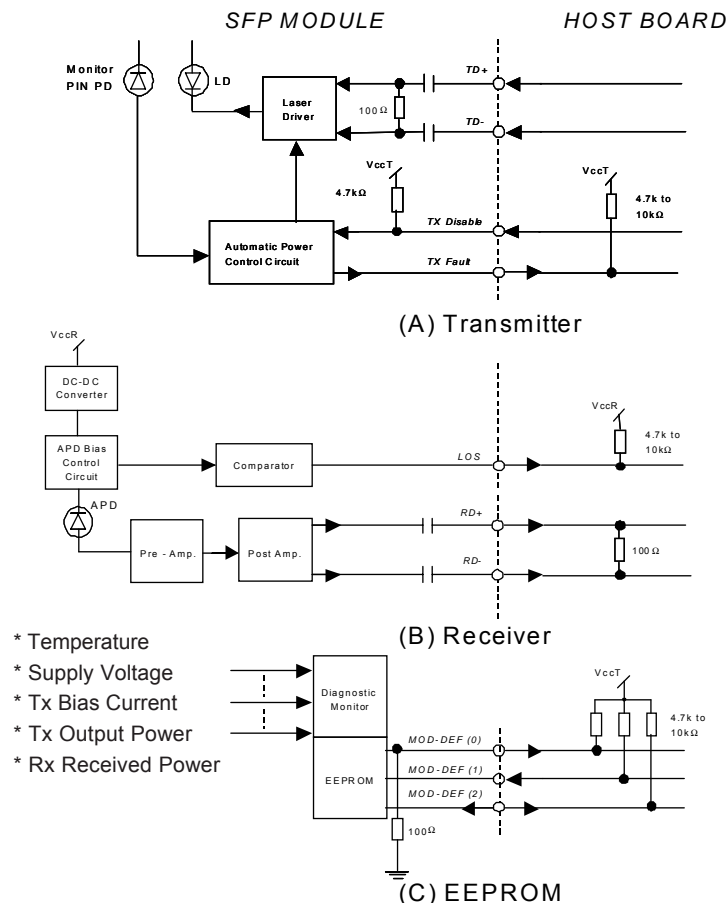 SFP MODULE
HOST BOARD
Monitor
PIN PD
LD
Laser
Driver
100Ω
TD+
TD-
VccT
4.7kΩ
VccT
4.7k to
10kΩ
TX Disable
Automatic Power
Control Circuit
TX Fault
(A) Transmitter
VccR
DC-DC
Converter
APD Bias
Control
Circuit
Comparator
LOS
VccR
4.7k to
10kΩ
APD
Pre - Amp.
Post Amp.
RD+
RD-
100Ω
(B) Receiver
* Temperature
* Supply Voltage
* Tx Bias Current
* Tx Output Power
* Rx Received Power
Diagnostic
Monitor
EEPROM
MOD-DEF (0)
MOD-DEF (1)
MOD-DEF (2)
VccT
4.7k to
10kΩ
100Ω
(C) EEPROM